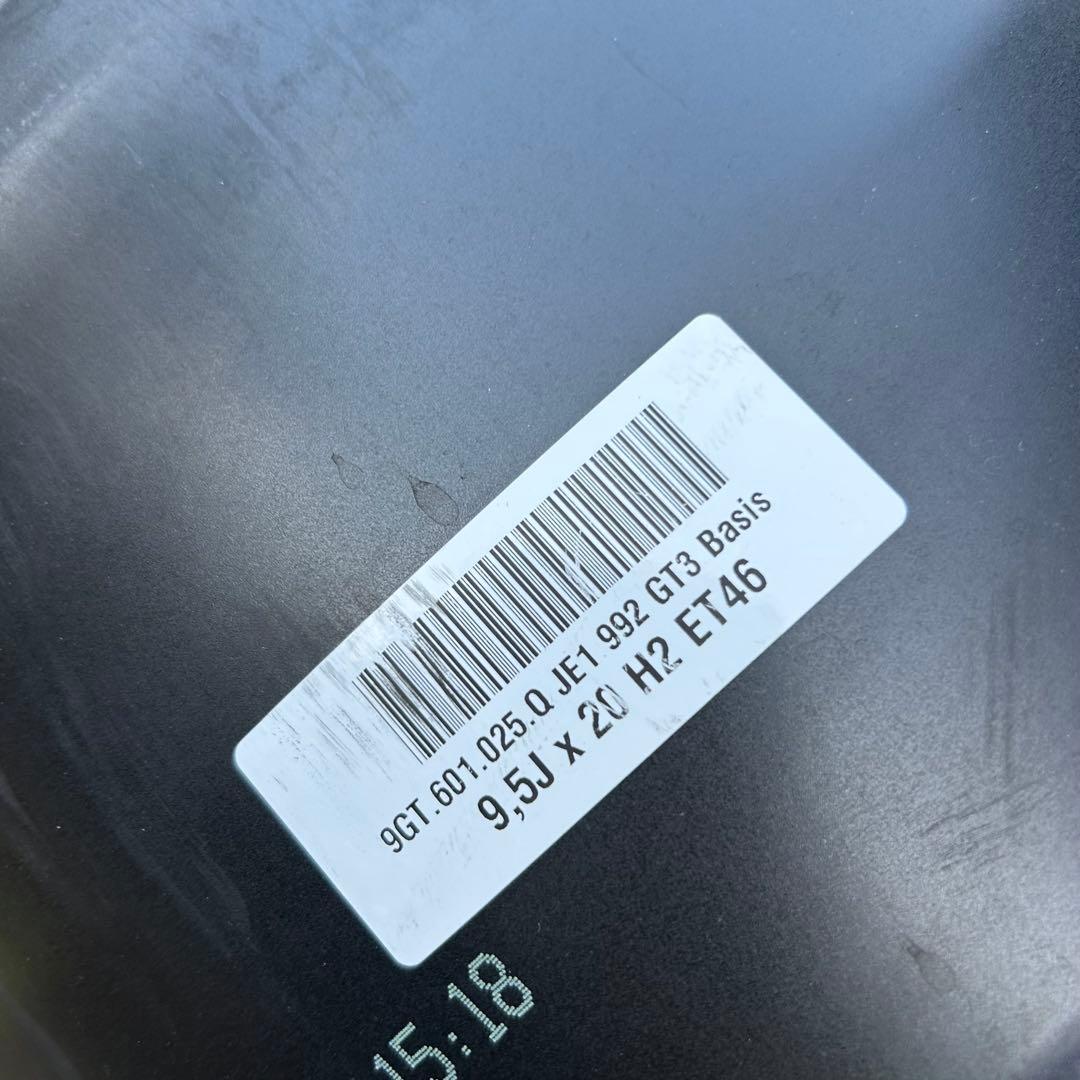 9GT.601.025.Q JE1 992 GT3 Basis
9,5J x 20 H2 ET46
15:18